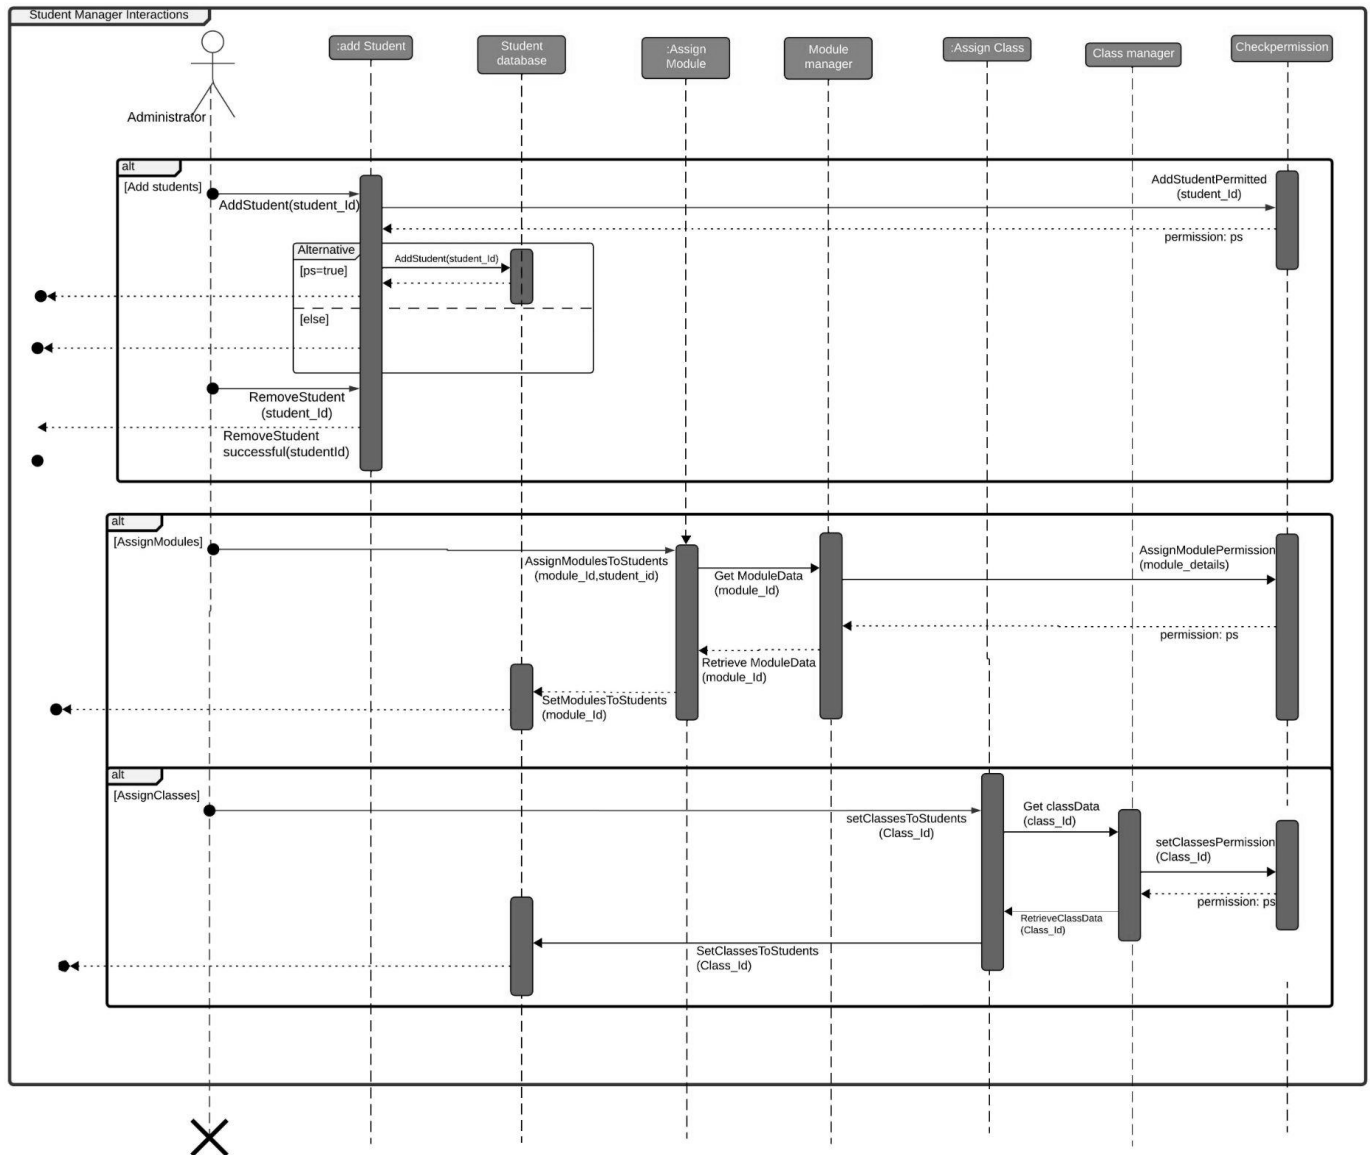 Student Manager Interactions
:add Student
Student
database
:Assign
Module
Module
manager
:Assign Class
Class manager
Checkpermission
Administrator
alt
[Add students]
AddStudent(student_Id)
AddStudentPermitted
(student_Id)
permission: ps
Alternative
[ps=true]
AddStudent(student_Id)
[else]
RemoveStudent
(student_Id)
RemoveStudent
successful(studentId)
alt
[AssignModules]
AssignModulesToStudents
(module_Id,student_id)
Get ModuleData
(module_Id)
AssignModulePermission
(module_details)
permission: ps
Retrieve ModuleData
(module_Id)
SetModulesToStudents
(module_Id)
alt
[AssignClasses]
setClassesToStudents
(Class_Id)
Get classData
(class_Id)
setClassesPermission
(Class_Id)
permission: ps
RetrieveClassData
(Class_Id)
SetClassesToStudents
(Class_Id)